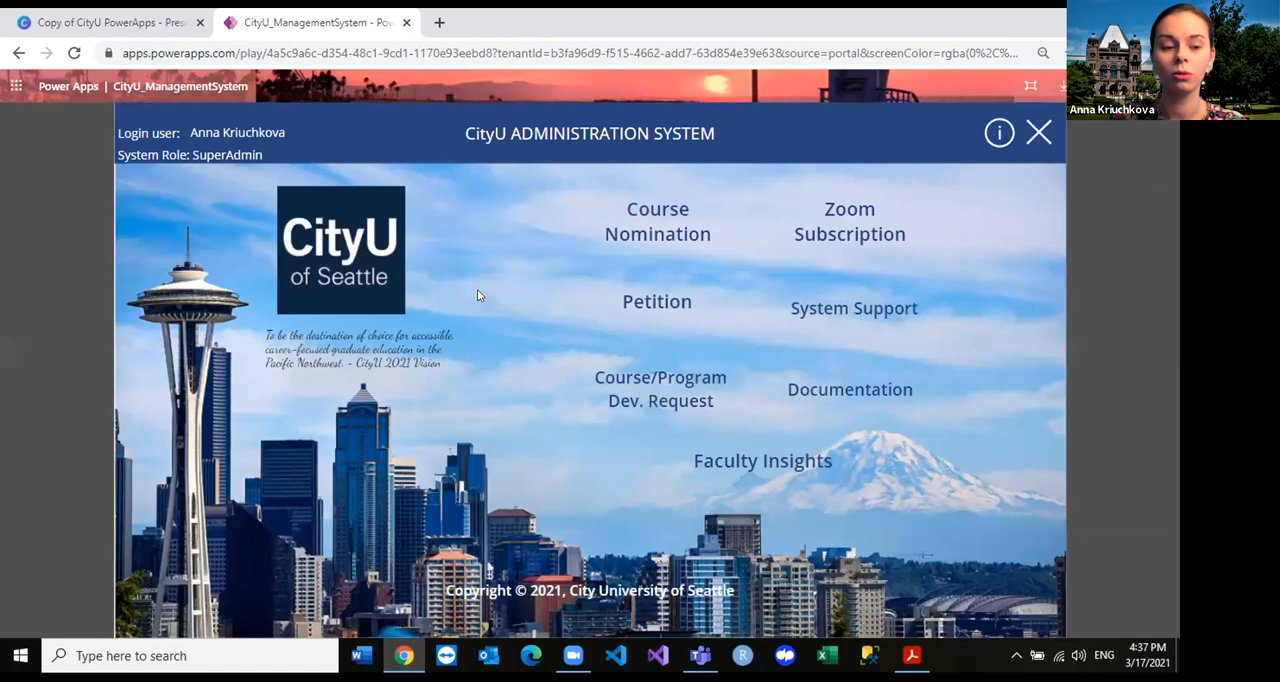 Copy of CityU PowerApps - Prese
CityU_ManagementSystem - Pow
apps.powerapps.com/play/4a5c9a6c-d354-48c1-9cd1-1170e93eebd8?tenantId=b3fa96d9-f515-4662-add7-63d854e39e63&source=portal&screenColor=rgba(0%2C%...
Power Apps | CityU_ManagementSystem
Anna Kriuchkova
Login user: Anna Kriuchkova
System Role: SuperAdmin
CityU ADMINISTRATION SYSTEM
CityU
of Seattle
To be the destination of choice for accessible,
career-focused graduate education in the
Pacific Northwest. - CityU 2021 Vision
Course
Nomination
Zoom
Subscription
Petition
System Support
Course/Program
Dev. Request
Documentation
Faculty Insights
Copyright © 2021, City University of Seattle
Type here to search
ENG
4:37 PM
3/17/2021